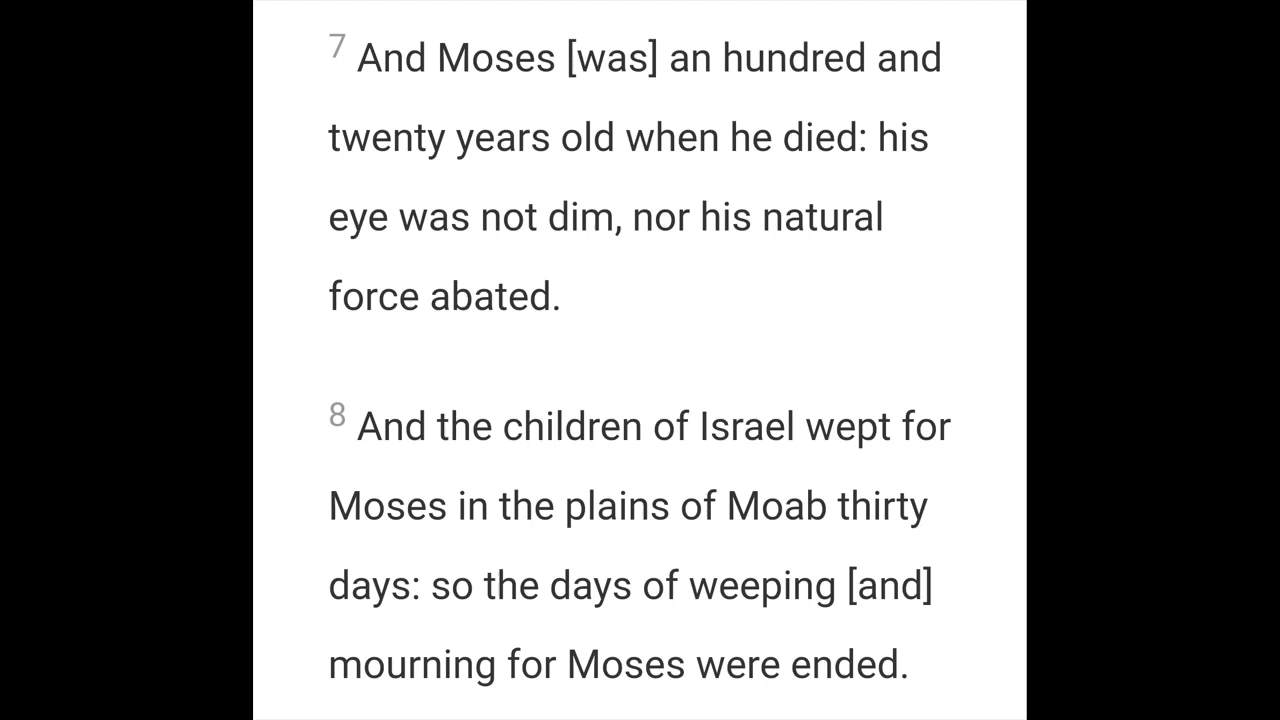 7 And Moses [was] an hundred and
twenty years old when he died: his
eye was not dim, nor his natural
force abated.
8 And the children of Israel wept for
Moses in the plains of Moab thirty
days: so the days of weeping [and]
mourning for Moses were ended.